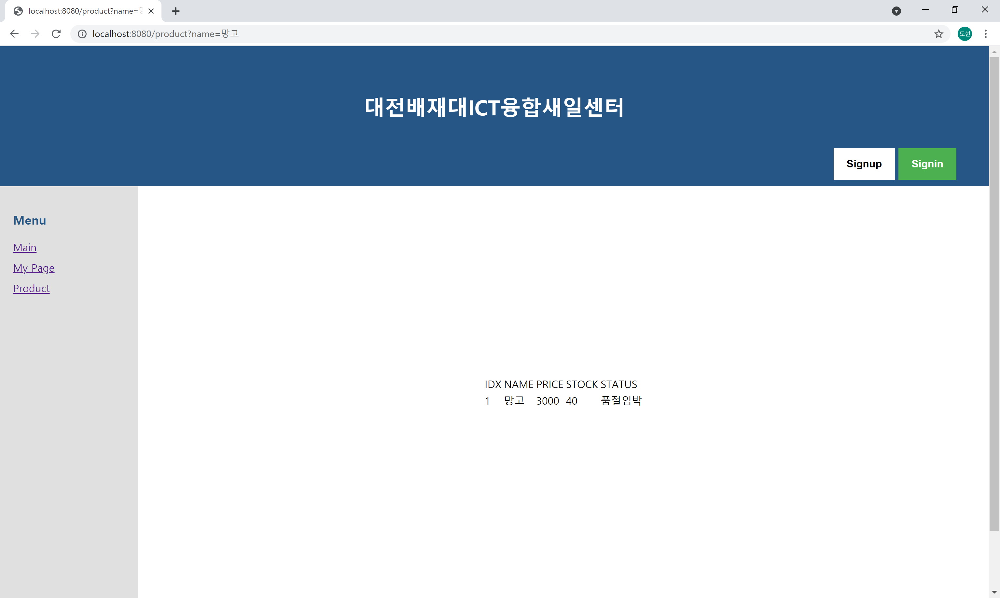 localhost:8080/product?name=
localhost:8080/product?name=망고
도현
대전배재대ICT융합새일센터
Signup Signin
Menu
Main
My Page
Product
IDX NAME PRICE STOCK STATUS
1 망고 3000 40 품절임박